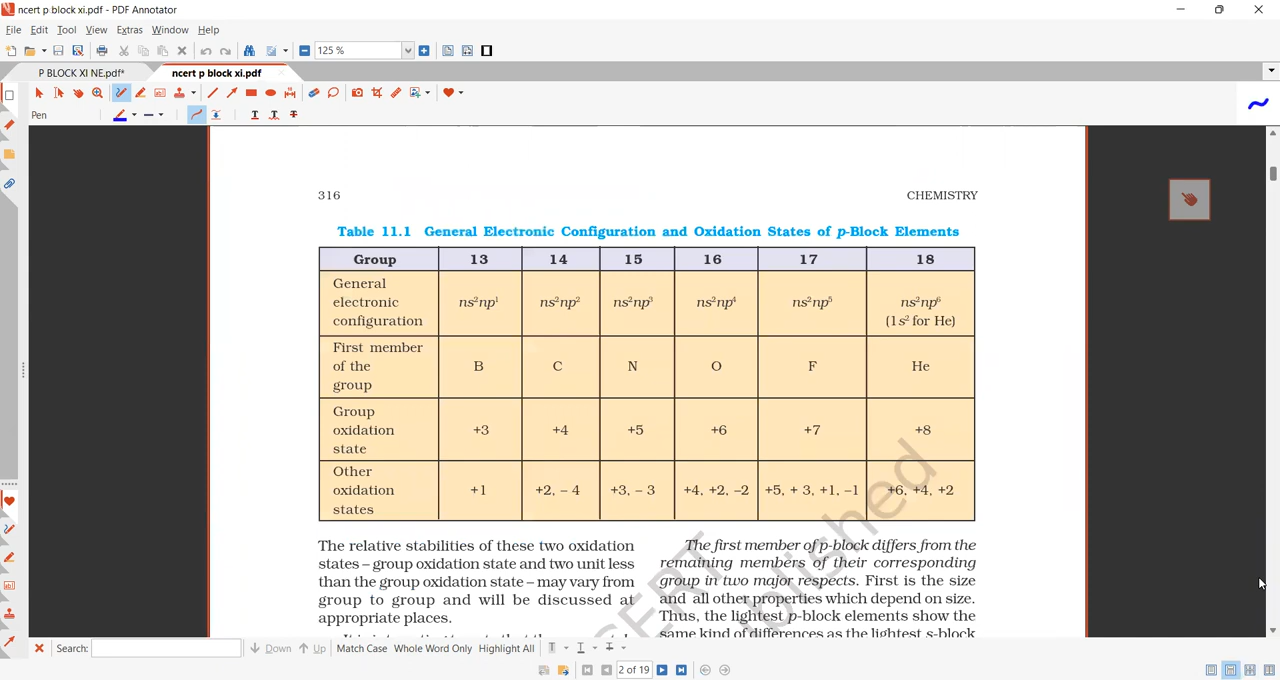 ncert p block xi.pdf - PDF Annotator
File Edit Tool View Extras Window Help
125 %
P BLOCK XI NE.pdf* ncert p block xi.pdf
Pen
316 CHEMISTRY
Table 11.1 General Electronic Configuration and Oxidation States of p-Block Elements
Group 13 14 15 16 17 18
General
electronic ns²np¹ ns²np² ns²np³ ns²np⁴ ns²np⁵ ns²np⁶
configuration (1s² for He)
First member
of the B C N O F He
group
Group
oxidation +3 +4 +5 +6 +7 +8
state
Other
oxidation +1 +2, – 4 +3, – 3 +4, +2, –2 +5, + 3, +1, –1 +6, +4, +2
states
The relative stabilities of these two oxidation
states – group oxidation state and two unit less
than the group oxidation state – may vary from
group to group and will be discussed at
appropriate places.
The first member of p-block differs from the
remaining members of their corresponding
group in two major respects. First is the size
and all other properties which depend on size.
Thus, the lightest p-block elements show the
same kind of differences as the lightest s-block
Search: Down Up Match Case Whole Word Only Highlight All
2 of 19